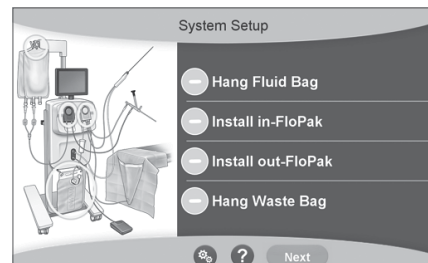 System Setup
Hang Fluid Bag
Install in-FloPak
Install out-FloPak
Hang Waste Bag
?
Next